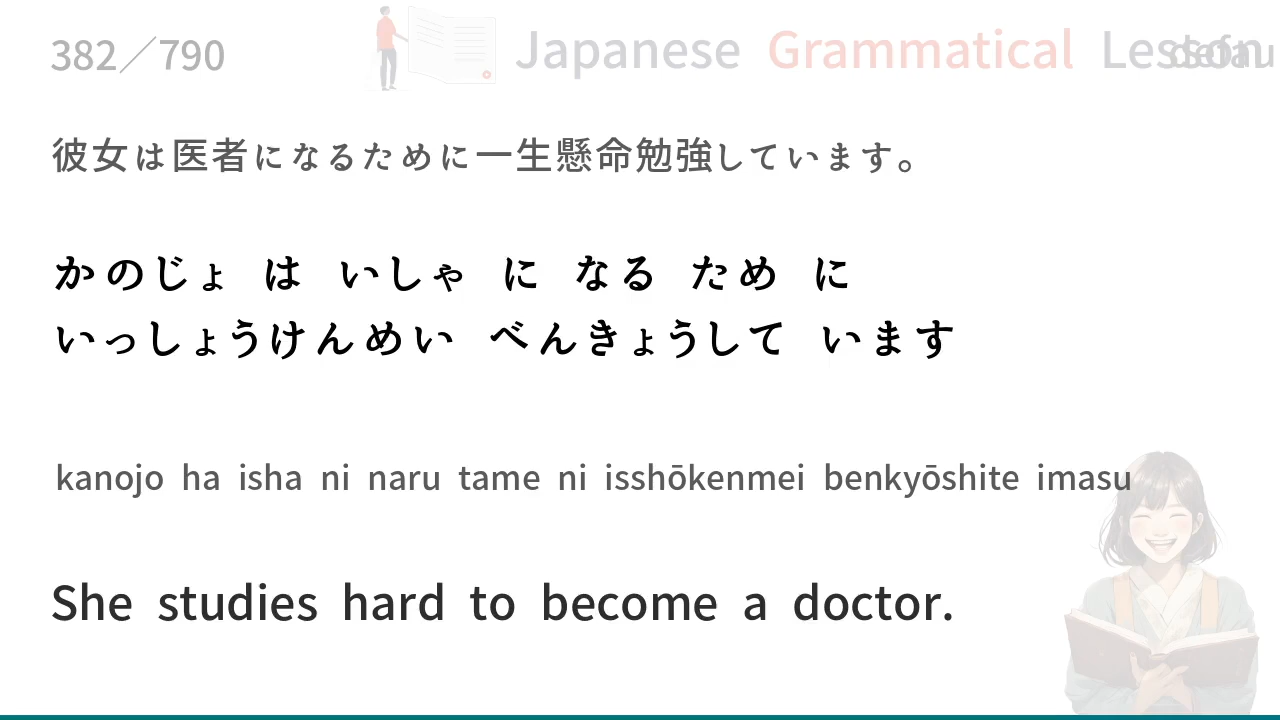 382／790
Japanese Grammatical Lesson
彼女は医者になるために一生懸命勉強しています。
かのじょ は いしゃ に なる ため に
いっしょうけんめい べんきょうして います
kanojo ha isha ni naru tame ni isshōkenmei benkyōshite imasu
She studies hard to become a doctor.